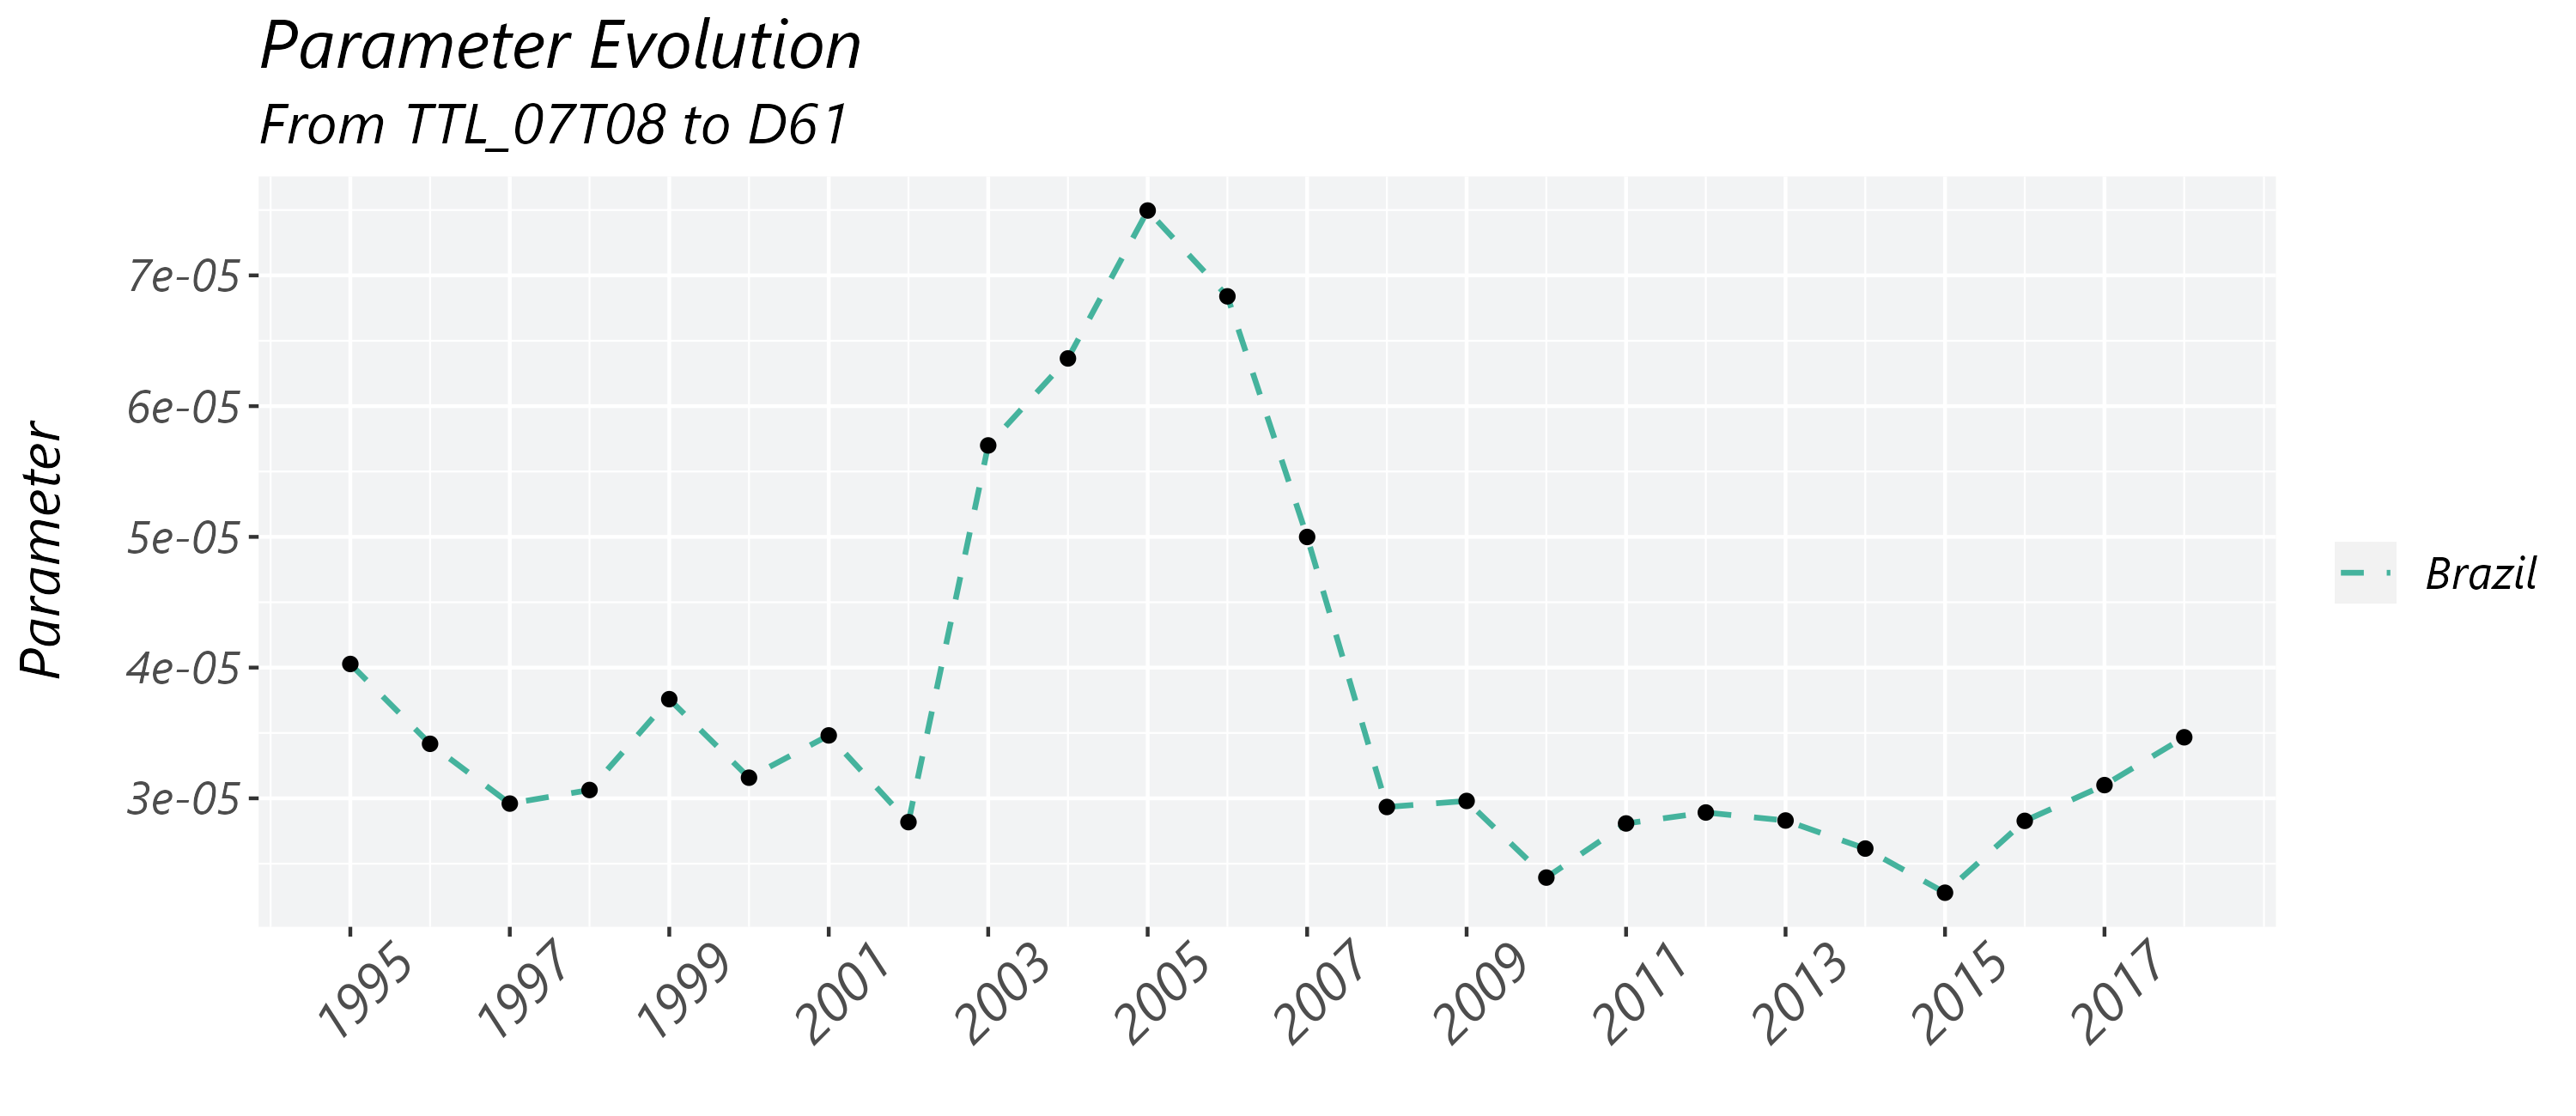 Parameter Evolution
From TTL_07T08 to D61
Parameter
7e-05
6e-05
5e-05
4e-05
3e-05
1995
1997
1999
2001
2003
2005
2007
2009
2011
2013
2015
2017
Brazil